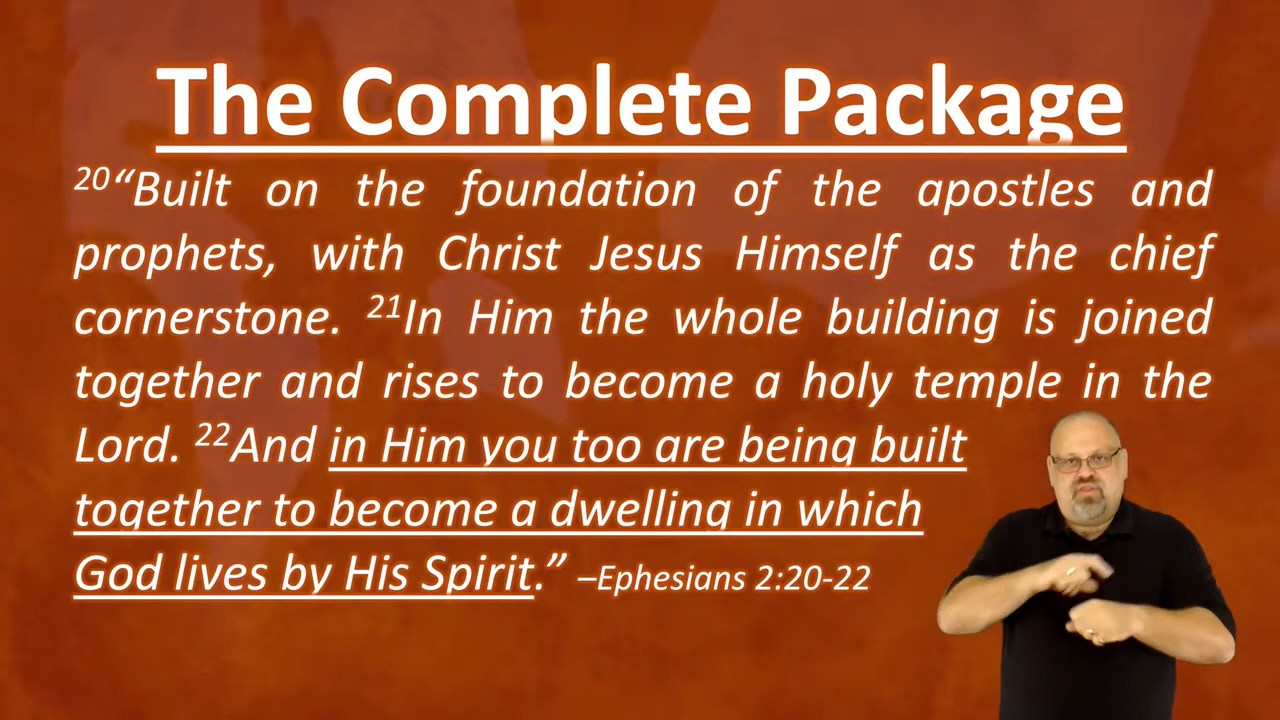 The Complete Package
20“Built on the foundation of the apostles and
prophets, with Christ Jesus Himself as the chief
cornerstone. 21In Him the whole building is joined
together and rises to become a holy temple in the
Lord. 22And in Him you too are being built
together to become a dwelling in which
God lives by His Spirit.” –Ephesians 2:20-22